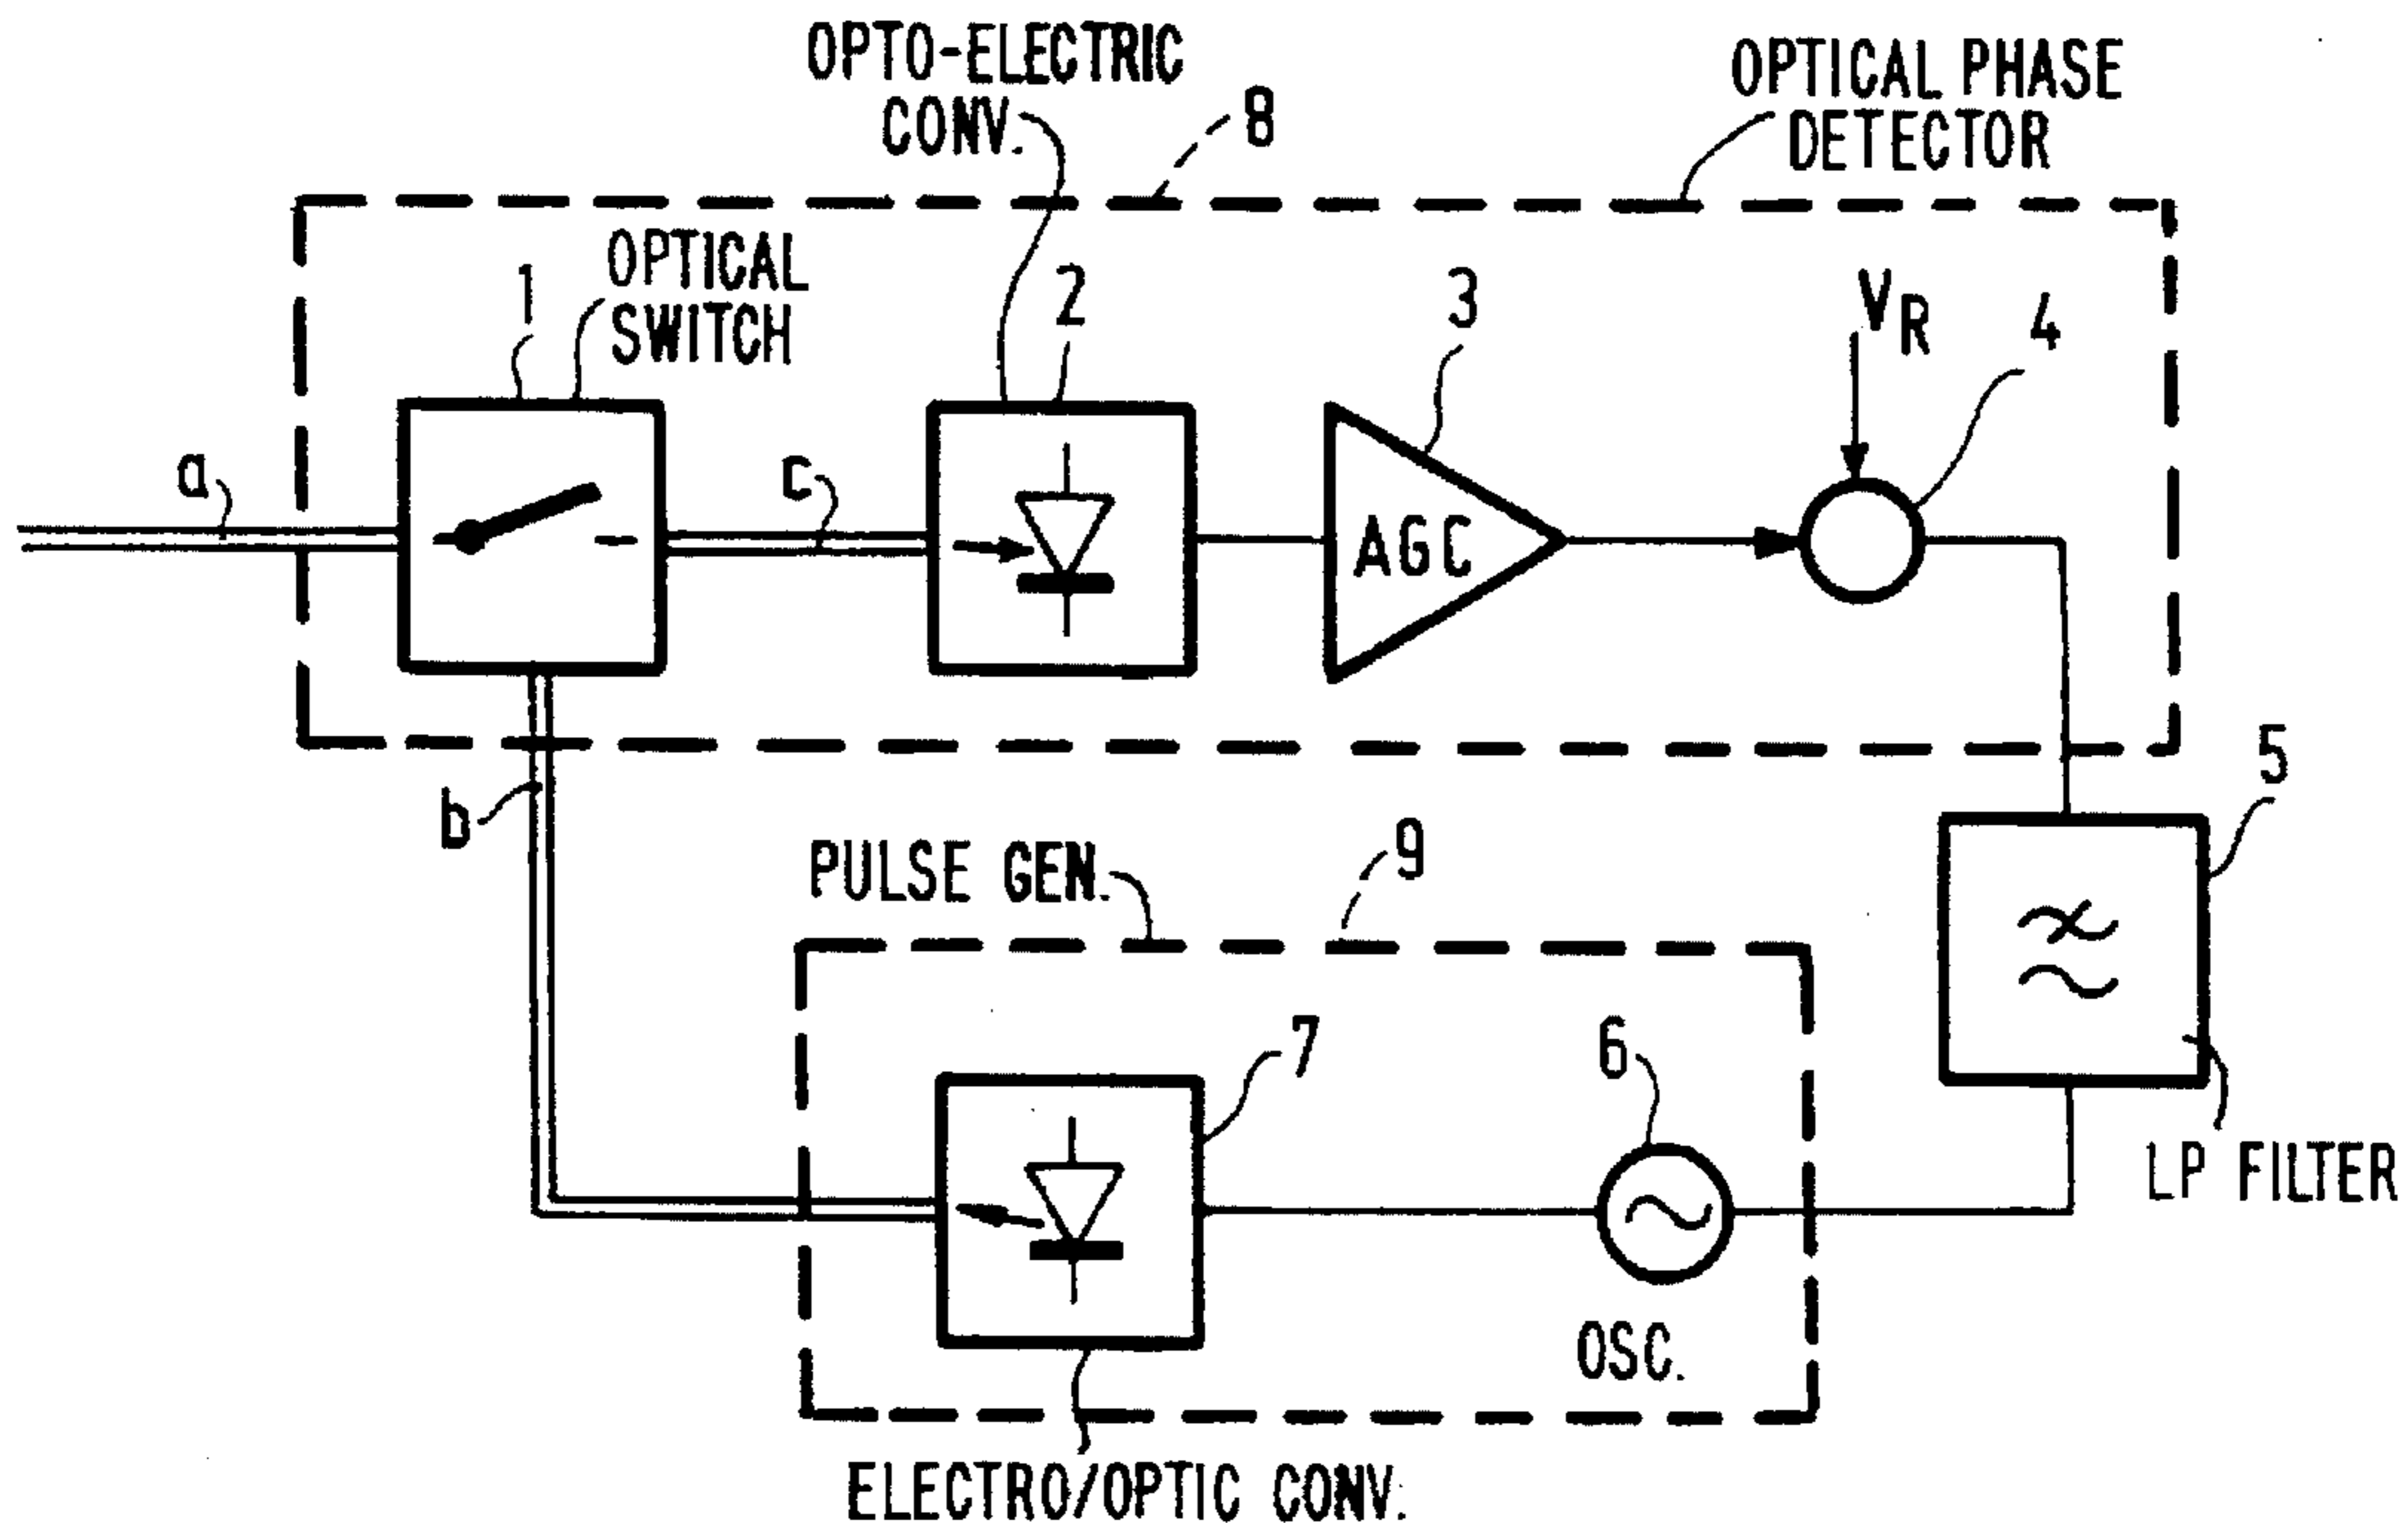 OPTO-ELECTRIC
CONV.
8
OPTICAL PHASE
DETECTOR
1
OPTICAL
SWITCH
2
3
VR
4
a
c
AGC
b
5
PULSE GEN.
9
7
6
LP FILTER
OSC.
ELECTRO/OPTIC CONV.